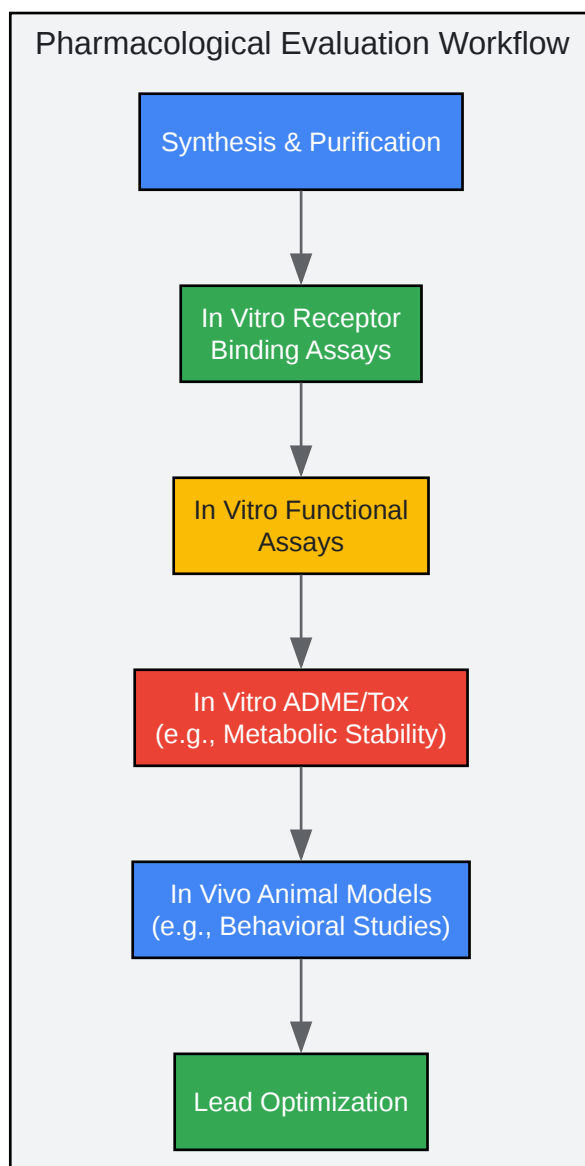 Pharmacological Evaluation Workflow
Synthesis & Purification
In Vitro Receptor
Binding Assays
In Vitro Functional
Assays
In Vitro ADME/Tox
(e.g., Metabolic Stability)
In Vivo Animal Models
(e.g., Behavioral Studies)
Lead Optimization